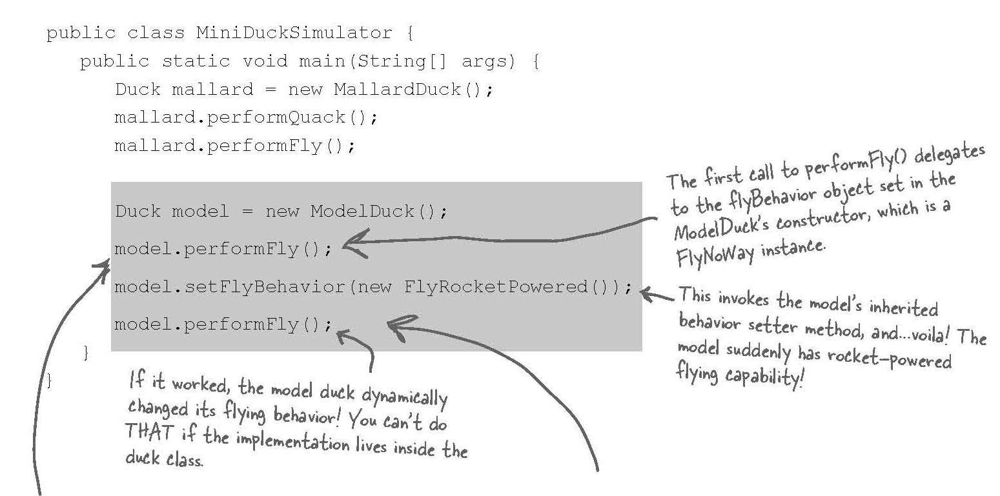 public class MiniDuckSimulator {
public static void main(String[] args) {
Duck mallard = new MallardDuck();
mallard.performQuack();
mallard.performFly();
Duck model = new ModelDuck();
model.performFly();
model.setFlyBehavior(new FlyRocketPowered());
model.performFly();
}
}
The first call to performFly() delegates
to the flyBehavior object set in the
ModelDuck's constructor, which is a
FlyNoWay instance.
This invokes the model's inherited
behavior setter method, and...voila! The
model suddenly has rocket-powered
flying capability!
If it worked, the model duck dynamically
changed its flying behavior! You can't do
THAT if the implementation lives inside the
duck class.